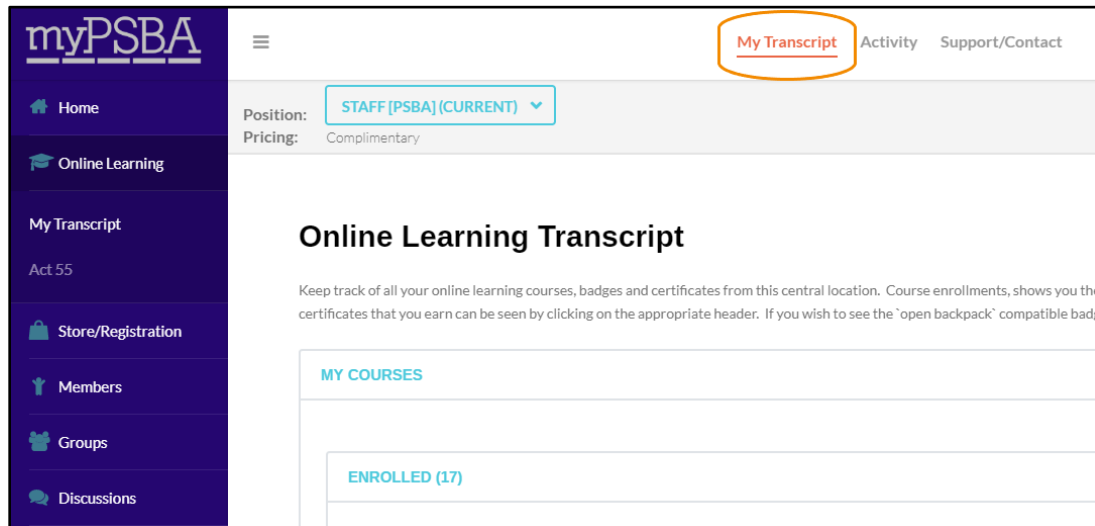 myPSBA
My Transcript Activity Support/Contact
Home
Online Learning
My Transcript
Act 55
Store/Registration
Members
Groups
Discussions
Position: STAFF [PSBA] (CURRENT)
Pricing: Complimentary
Online Learning Transcript
Keep track of all your online learning courses, badges and certificates from this central location. Course enrollments, shows you
certificates that you earn can be seen by clicking on the appropriate header. If you wish to see the `open backpack` compatible
MY COURSES
ENROLLED (17)